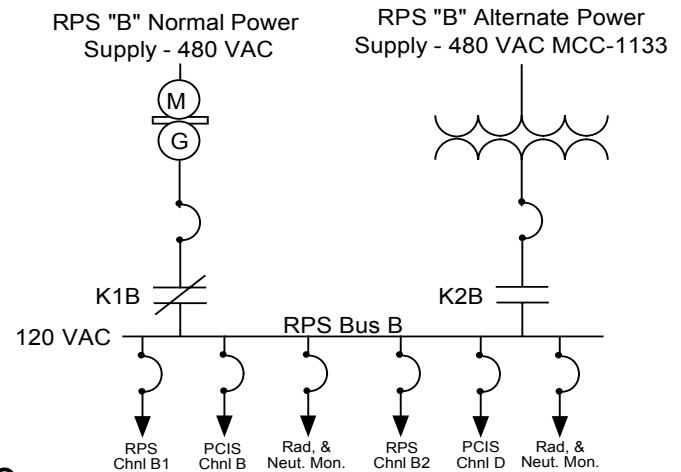 RPS "B" Normal Power
Supply - 480 VAC
RPS "B" Alternate Power
Supply - 480 VAC MCC-1133
M
G
K1B
K2B
120 VAC
RPS Bus B
RPS
Chnl B1
PCIS
Chnl B
Rad, &
Neut. Mon.
RPS
Chnl B2
PCIS
Chnl D
Rad, &
Neut. Mon.